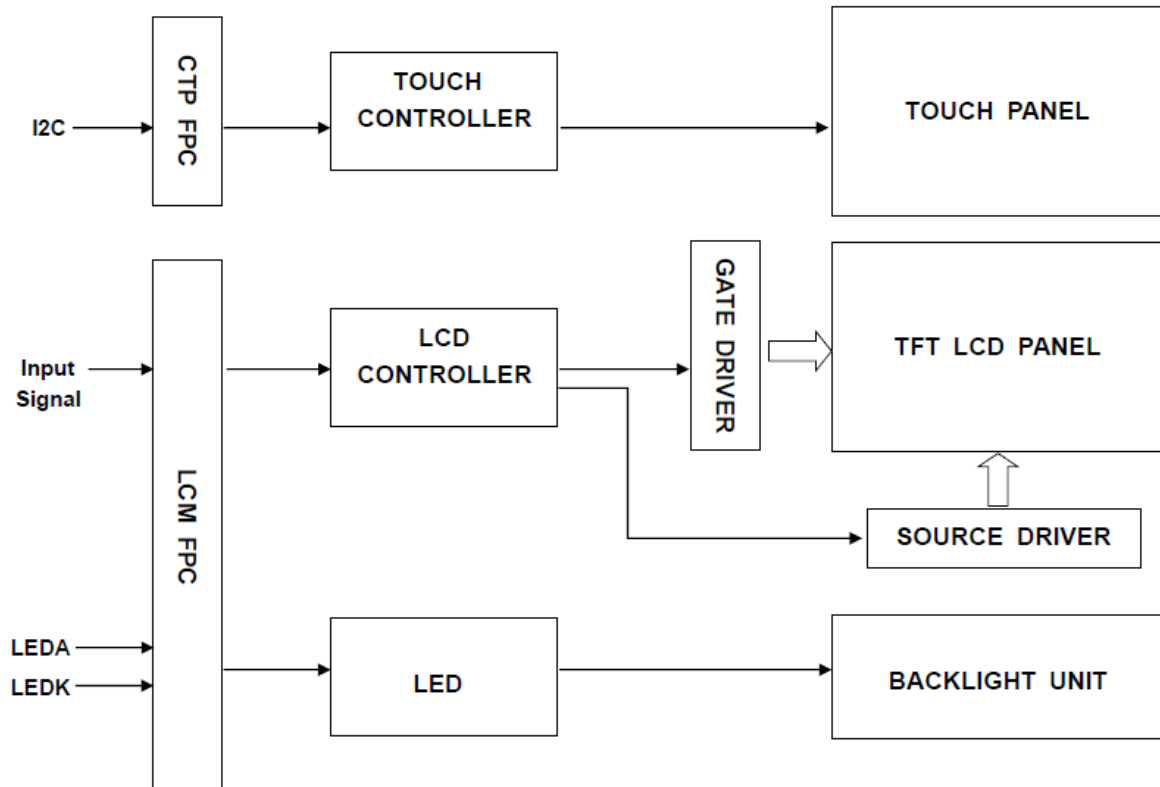 CTP FPC
TOUCH
CONTROLLER
TOUCH PANEL
I2C
GATE DRIVER
LCD
CONTROLLER
TFT LCD PANEL
Input
Signal
LCM FPC
SOURCE DRIVER
LEDA
LEDK
LED
BACKLIGHT UNIT